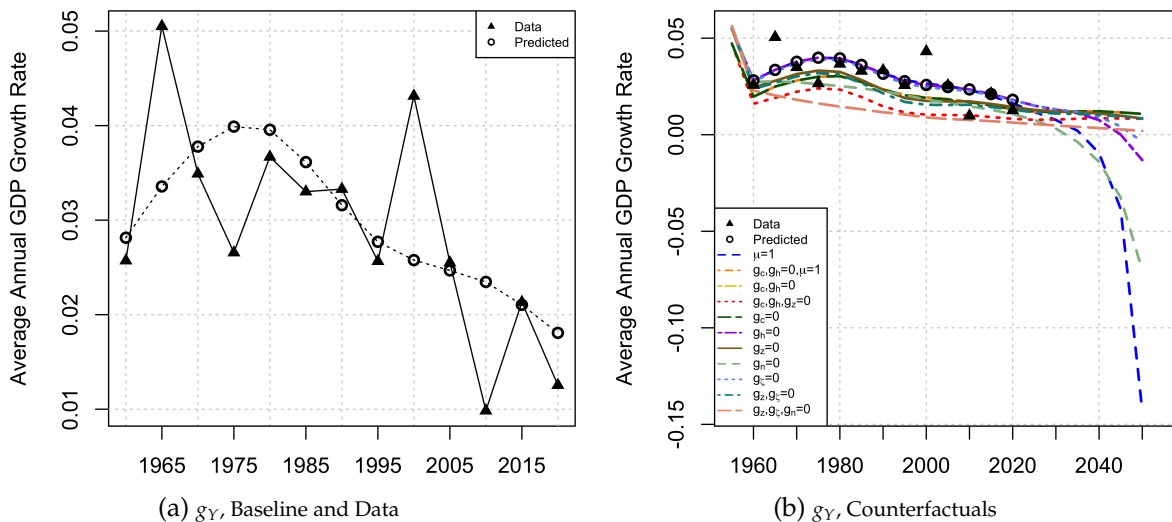 Average Annual GDP Growth Rate
0.05
0.04
0.03
0.02
0.01
Data
Predicted
1965 1975 1985 1995 2005 2015
(a) g_Y, Baseline and Data
Average Annual GDP Growth Rate
0.05
0.00
-0.05
-0.10
-0.15
Data
Predicted
μ=1
g_c,g_h=0,μ=1
g_c,g_h=0
g_c,g_h,g_z=0
g_c=0
g_h=0
g_z=0
g_n=0
g_ζ=0
g_z,g_ζ=0
g_z,g_ζ,g_n=0
1960 1980 2000 2020 2040
(b) g_Y, Counterfactuals